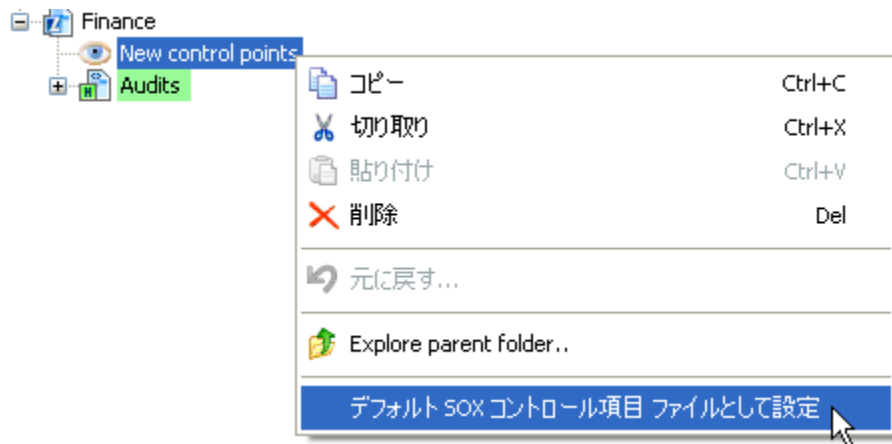 Finance
New control points
Audits
コピー Ctrl+C
切り取り Ctrl+X
貼り付け Ctrl+V
削除 Del
元に戻す...
Explore parent folder..
デフォルト SOX コントロール項目 ファイルとして設定